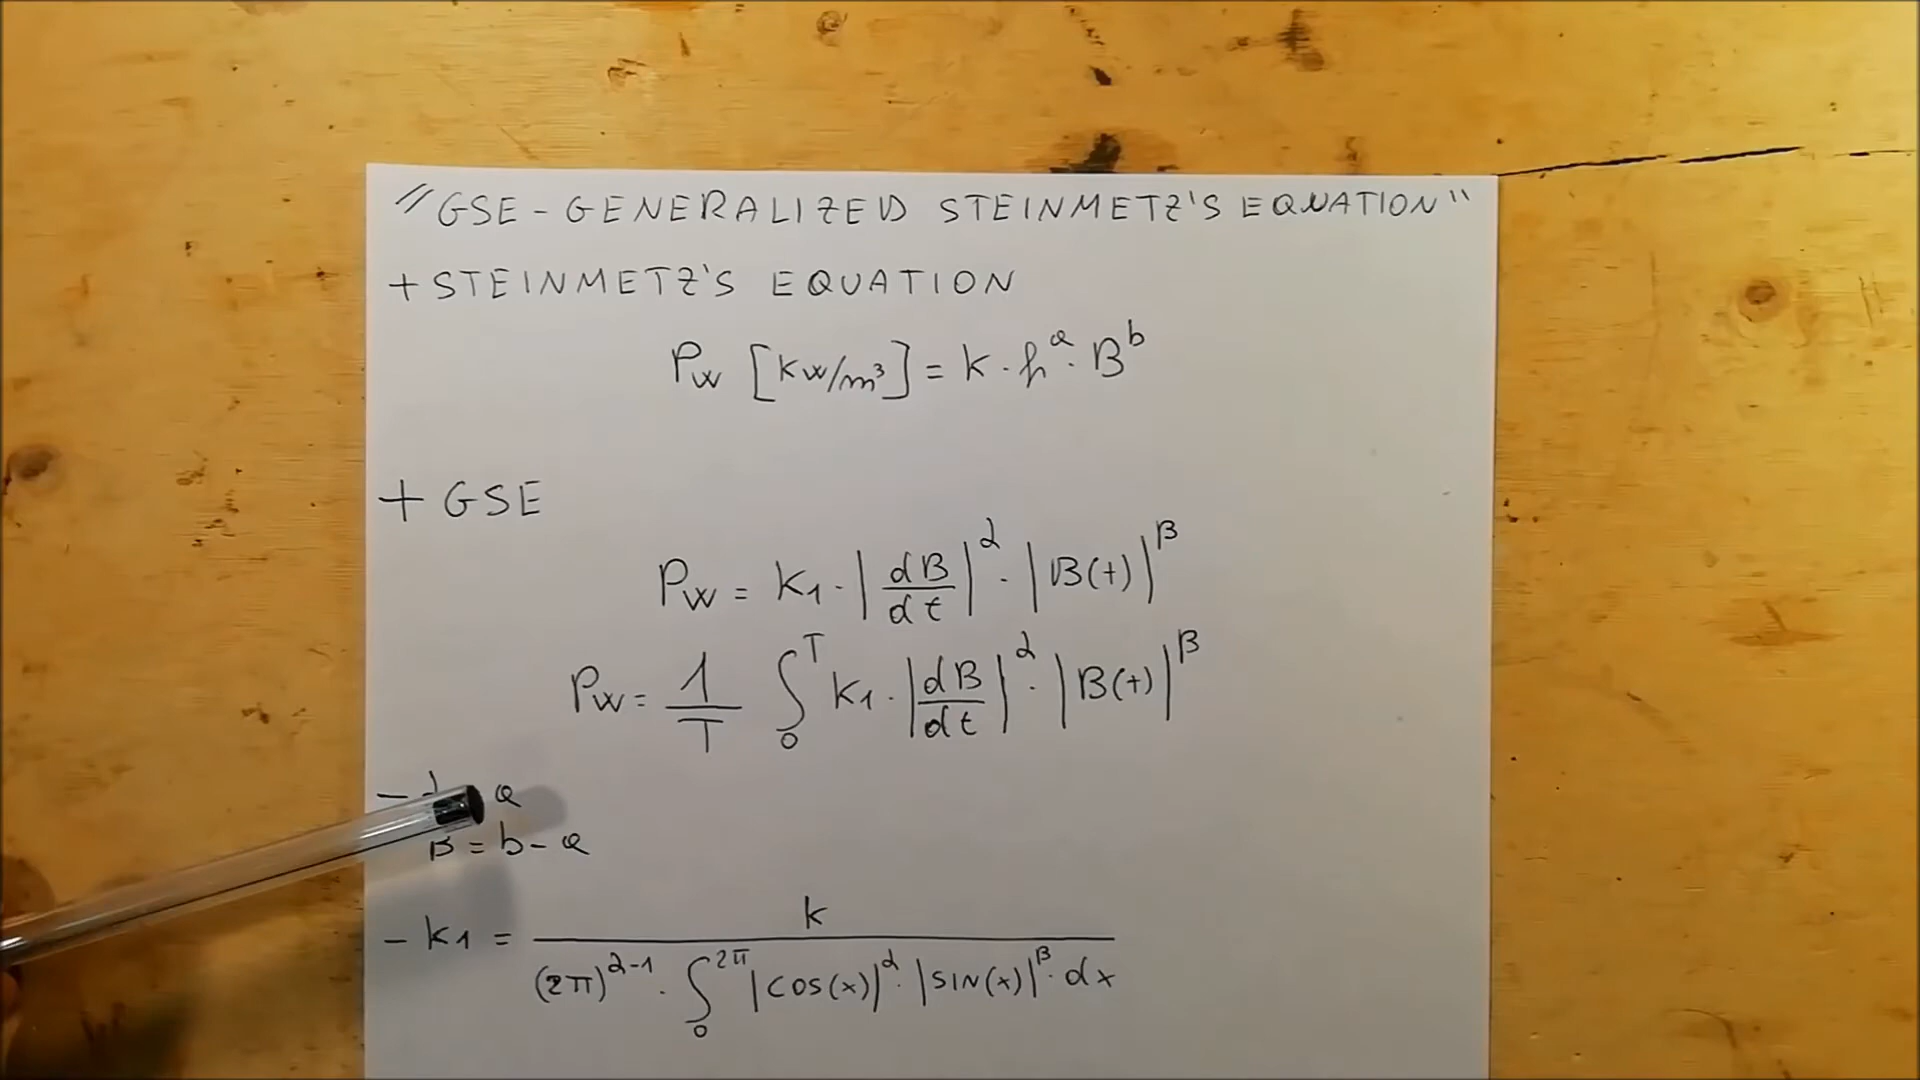 "GSE - GENERALIZED STEINMETZ'S EQUATION"
+ STEINMETZ'S EQUATION
Pw [kw/m³] = k · f^a · B^b
+ GSE
Pw = k1 · |dB/dt|^α · |B(t)|^β
Pw = 1/T ∫₀^T k1 · |dB/dt|^α · |B(t)|^β
- a
β = b - a
- k1 = k / ((2π)^(α-1) · ∫₀^(2π) |COS(x)|^α · |SIN(x)|^β · dx)